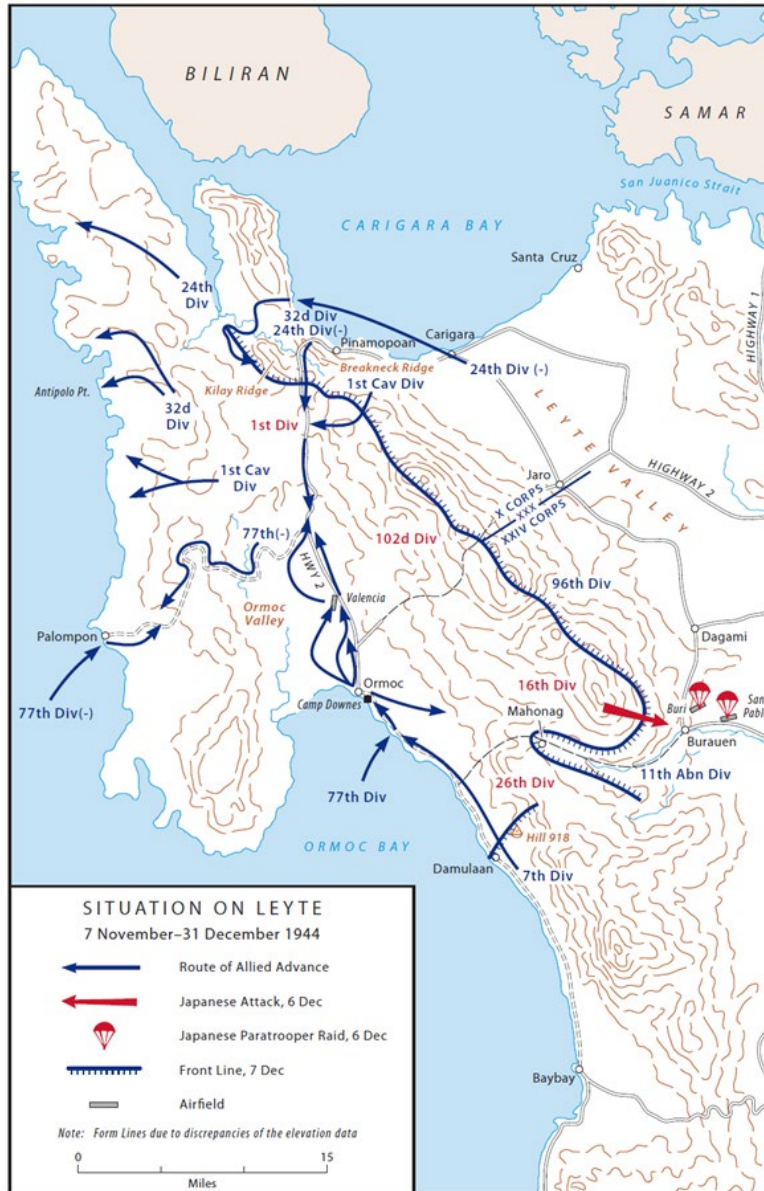 BILIRAN
SAMAR
San Juanico Strait
CARIGARA BAY
Santa Cruz
HIGHWAY 1
24th
Div
32d Div
24th Div(-)
Pinamopoan
Carigara
Breakneck Ridge
24th Div (-)
Antipolo Pt.
Kilay Ridge
1st Cav Div
32d
Div
1st Div
LEYTE VALLEY
HIGHWAY 2
1st Cav
Div
Jaro
X CORPS
XXX
XXIV CORPS
77th(-)
102d Div
HWY 2
96th Div
Valencia
Ormoc
Valley
Palompon
Dagami
77th Div(-)
Ormoc
Camp Downes
16th Div
Buri
San
Pabl
Mahonag
Burauen
77th Div
26th Div
11th Abn Div
ORMOC BAY
Hill 918
Damulaan
7th Div
SITUATION ON LEYTE
7 November–31 December 1944
Route of Allied Advance
Japanese Attack, 6 Dec
Japanese Paratrooper Raid, 6 Dec
Front Line, 7 Dec
Airfield
Note: Form Lines due to discrepancies of the elevation data
0 15
Miles
Baybay